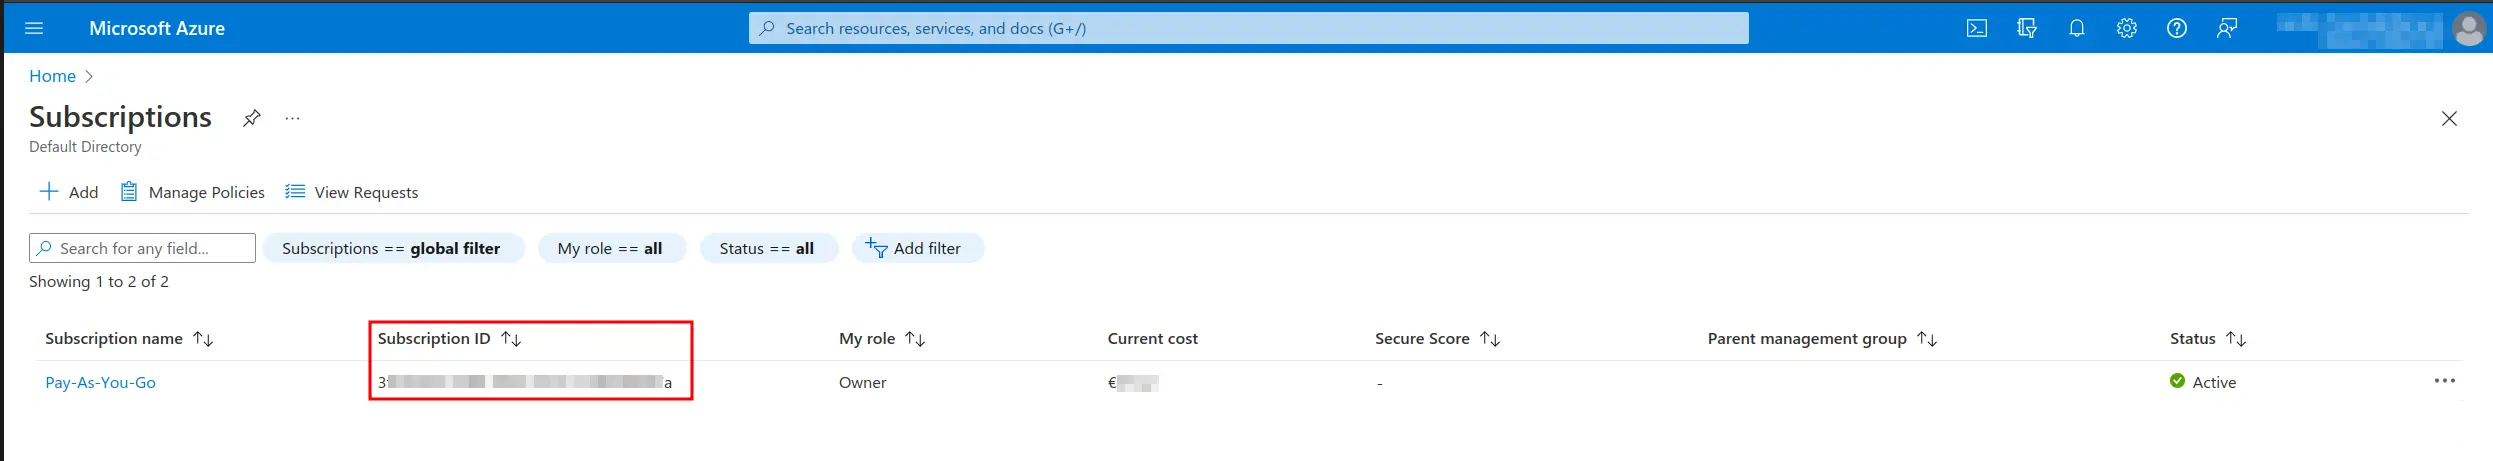 Microsoft Azure
Search resources, services, and docs (G+/)
Home
Subscriptions
Default Directory
Add Manage Policies View Requests
Search for any field... Subscriptions == global filter My role == all Status == all Add filter
Showing 1 to 2 of 2
Subscription name Subscription ID My role Current cost Secure Score Parent management group Status
Pay-As-You-Go 3 a Owner € - Active